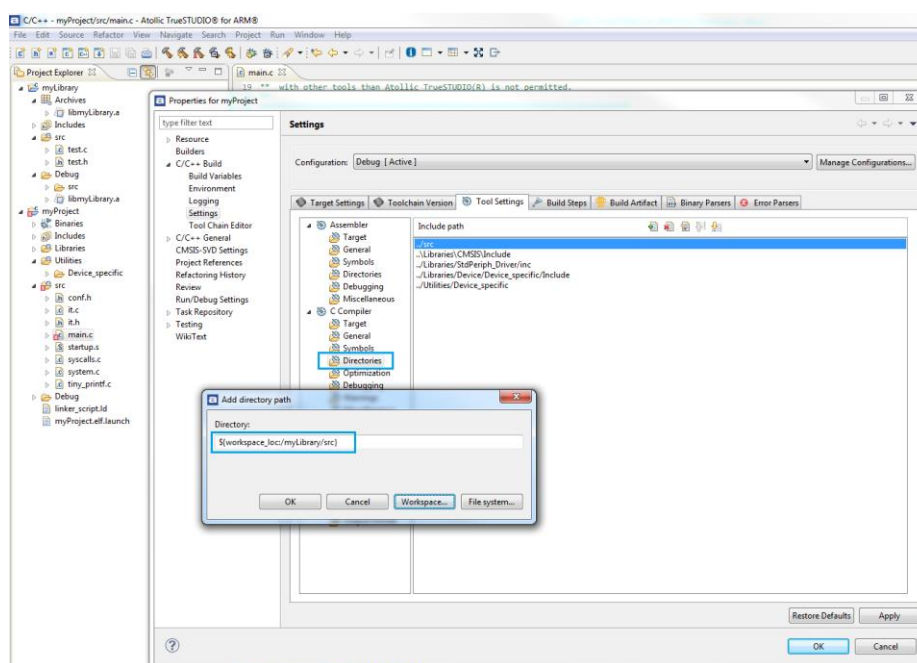 C/C++ - myProject/src/main.c - Atollic TrueSTUDIO® for ARM®
File Edit Source Refactor View Navigate Search Project Run Window Help
Project Explorer
main.c
19 ** with other tools than Atollic TrueSTUDIO(R) is not permitted.
myLibrary
Archives
libmyLibrary.a
Includes
src
test.c
test.h
Debug
src
libmyLibrary.a
myProject
Binaries
Includes
Libraries
Utilities
Device_specific
src
conf.h
it.c
it.h
main.c
startup.s
syscalls.c
system.c
tiny_printf.c
Debug
linker_script.ld
myProject.elf.launch
Properties for myProject
type filter text
Resource
Builders
C/C++ Build
Build Variables
Environment
Logging
Settings
Tool Chain Editor
C/C++ General
CMSIS-SVD Settings
Project References
Refactoring History
Review
Run/Debug Settings
Task Repository
Testing
WikiText
Settings
Configuration: Debug [ Active ]
Manage Configurations...
Target Settings Toolchain Version Tool Settings Build Steps Build Artifact Binary Parsers Error Parsers
Assembler
Target
General
Symbols
Directories
Debugging
Miscellaneous
C Compiler
Target
General
Symbols
Directories
Optimization
Debugging
Include path
../src
..\Libraries\CMSIS\Include
../Libraries/StdPeriph_Driver/inc
../Libraries/Device/Device_specific/Include
../Utilities/Device_specific
Add directory path
Directory:
${workspace_loc:/myLibrary/src}
OK Cancel Workspace... File system...
Restore Defaults Apply
OK Cancel